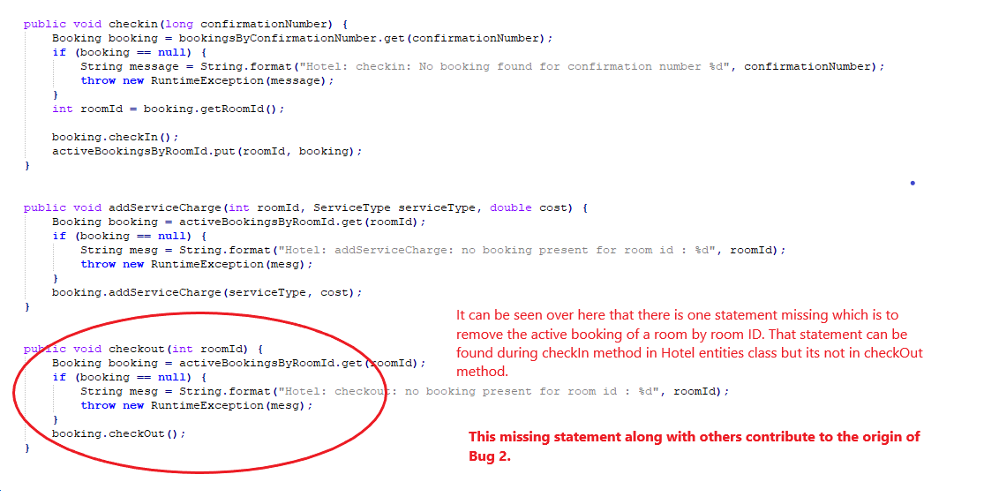 public void checkin(long confirmationNumber) {
    Booking booking = bookingsByConfirmationNumber.get(confirmationNumber);
    if (booking == null) {
        String message = String.format("Hotel: checkin: No booking found for confirmation number %d", confirmationNumber);
        throw new RuntimeException(message);
    }
    int roomId = booking.getRoomId();

    booking.checkIn();
    activeBookingsByRoomId.put(roomId, booking);
}

public void addServiceCharge(int roomId, ServiceType serviceType, double cost) {
    Booking booking = activeBookingsByRoomId.get(roomId);
    if (booking == null) {
        String mesg = String.format("Hotel: addServiceCharge: no booking present for room id : %d", roomId);
        throw new RuntimeException(mesg);
    }
    booking.addServiceCharge(serviceType, cost);
}

public void checkout(int roomId) {
    Booking booking = activeBookingsByRoomId.get(roomId);
    if (booking == null) {
        String mesg = String.format("Hotel: checkout: no booking present for room id : %d", roomId);
        throw new RuntimeException(mesg);
    }
    booking.checkOut();
}

It can be seen over here that there is one statement missing which is to
remove the active booking of a room by room ID. That statement can be
found during checkIn method in Hotel entities class but its not in checkOut
method.

This missing statement along with others contribute to the origin of
Bug 2.